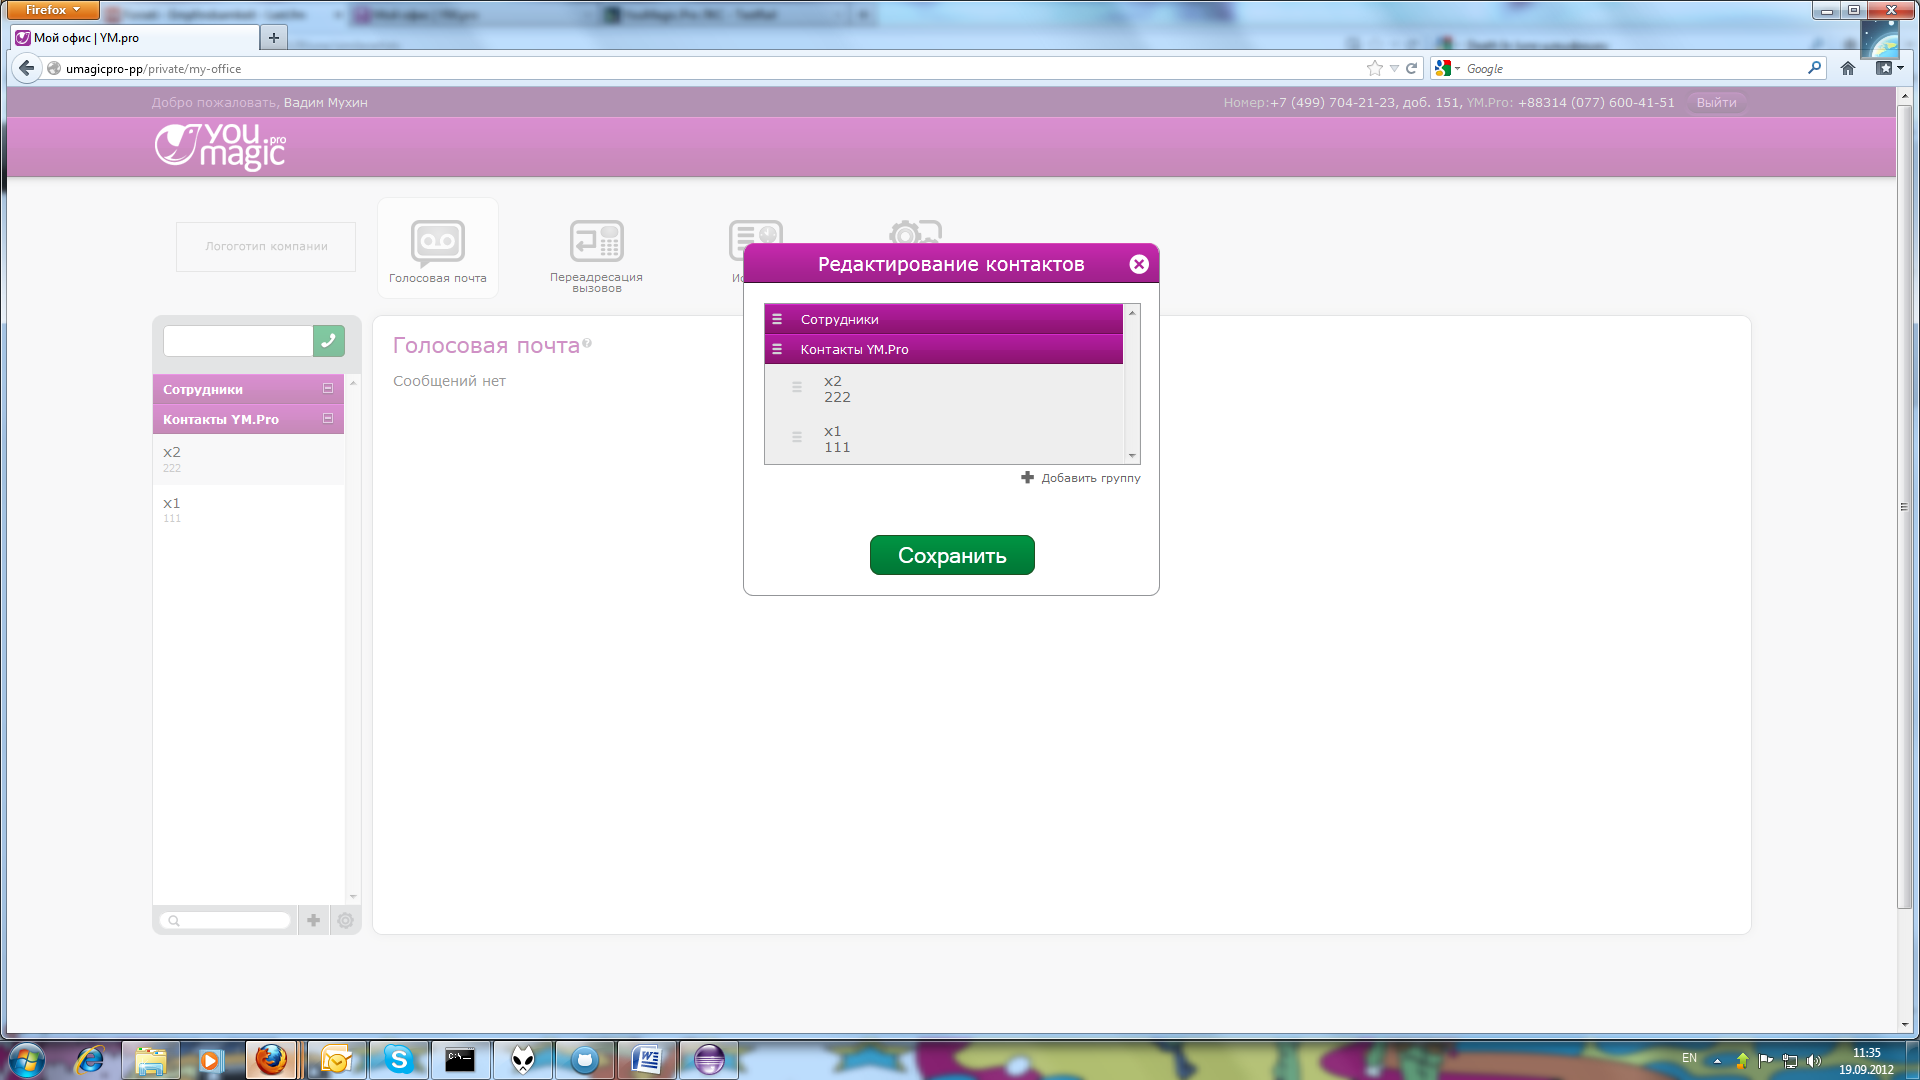 Firefox
Мой офис | YM.pro
umagicpro-pp/private/my-office
Google
Добро пожаловать, Вадим Мухин
Номер:+7 (499) 704-21-23, доб. 151, YM.Pro: +88314 (077) 600-41-51
Выйти
you
magic
pro
Логоготип компании
Голосовая почта
Переадресация
вызовов
Редактирование контактов
Сотрудники
Контакты YM.Pro
x2
222
x1
111
Добавить группу
Сохранить
Сотрудники
Контакты YM.Pro
x2
222
x1
111
Голосовая почта
Сообщений нет
EN
11:35
19.09.2012